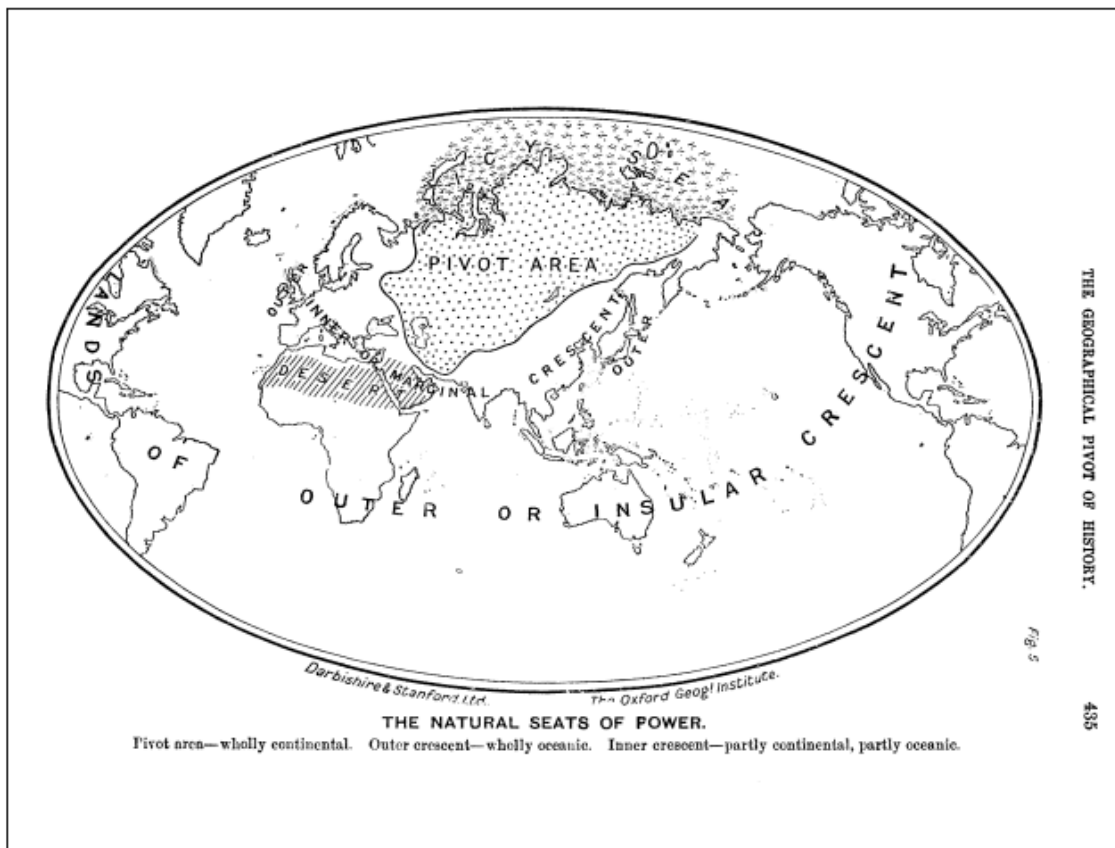 ICY SEA
PIVOT AREA
LANDS OF OUTER OR INSULAR CRESCENT
OUTER
INNER OR MARGINAL CRESCENT
OUTER
DESERT
Darbishire & Stanford, Ltd.
The Oxford Geog! Institute.
THE NATURAL SEATS OF POWER.
Pivot area—wholly continental. Outer crescent—wholly oceanic. Inner crescent—partly continental, partly oceanic.
THE GEOGRAPHICAL PIVOT OF HISTORY.
Fig. 5
435